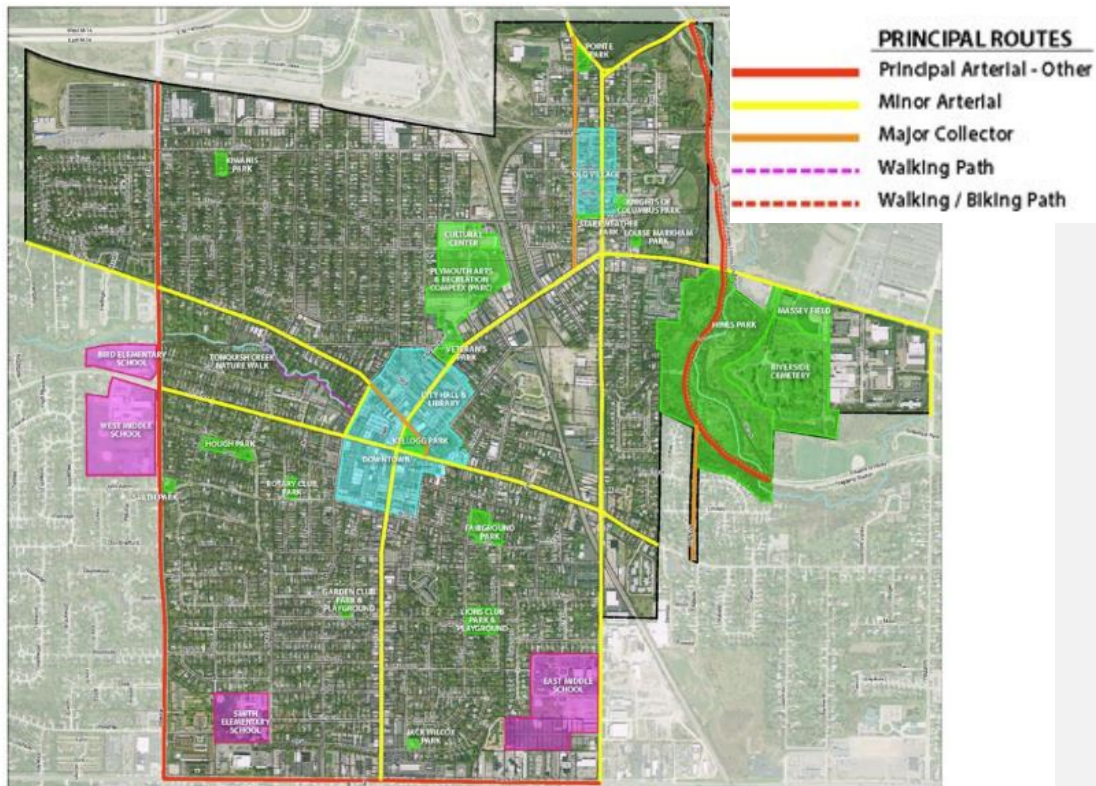 PRINCIPAL ROUTES
Principal Arterial - Other
Minor Arterial
Major Collector
Walking Path
Walking / Biking Path
POINTE
PARK
KIWANIS
PARK
OLD VILLAGE
KNIGHTS OF
COLUMBUS PARK
STARKWEATHER
PARK
LOUISE MARKHAM
PARK
CULTURAL
CENTER
PLYMOUTH ARTS
& RECREATION
COMPLEX (PARC)
HINES PARK
MASSEY FIELD
RIVERSIDE
CEMETERY
VETERAN'S
PARK
BIRD ELEMENTARY
SCHOOL
TONQUISH CREEK
NATURE WALK
CITY HALL &
LIBRARY
WEST MIDDLE
SCHOOL
HOUGH PARK
KELLOGG PARK
DOWNTOWN
SMITH PARK
ROTARY CLUB
PARK
FAIRGROUND
PARK
GARDEN CLUB
PARK &
PLAYGROUND
LIONS CLUB
PARK &
PLAYGROUND
EAST MIDDLE
SCHOOL
SMITH
ELEMENTARY
SCHOOL
JACK WILCOX
PARK